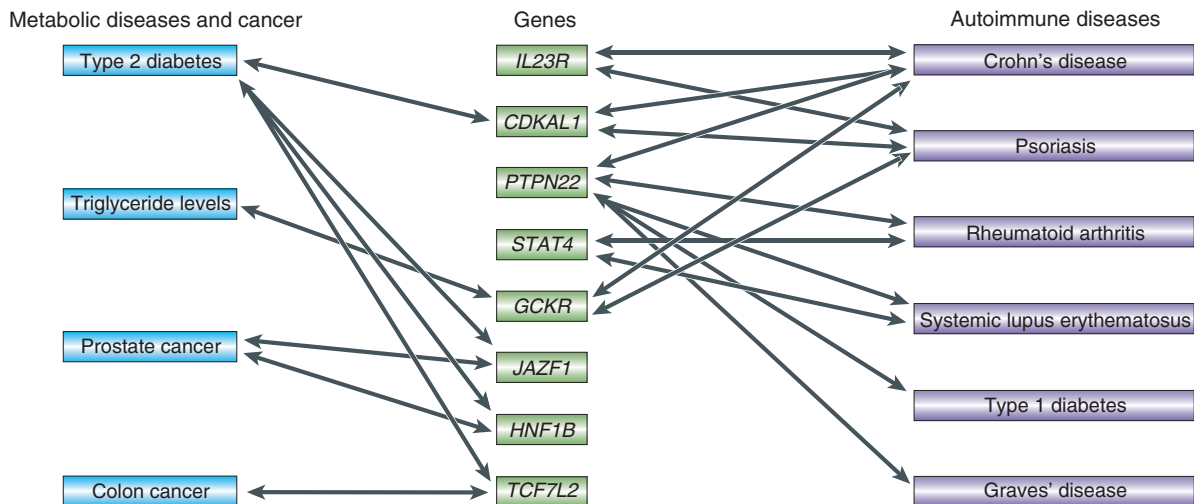 Metabolic diseases and cancer
Type 2 diabetes
Triglyceride levels
Prostate cancer
Colon cancer
Genes
IL23R
CDKAL1
PTPN22
STAT4
GCKR
JAZF1
HNF1B
TCF7L2
Autoimmune diseases
Crohn's disease
Psoriasis
Rheumatoid arthritis
Systemic lupus erythematosus
Type 1 diabetes
Graves' disease